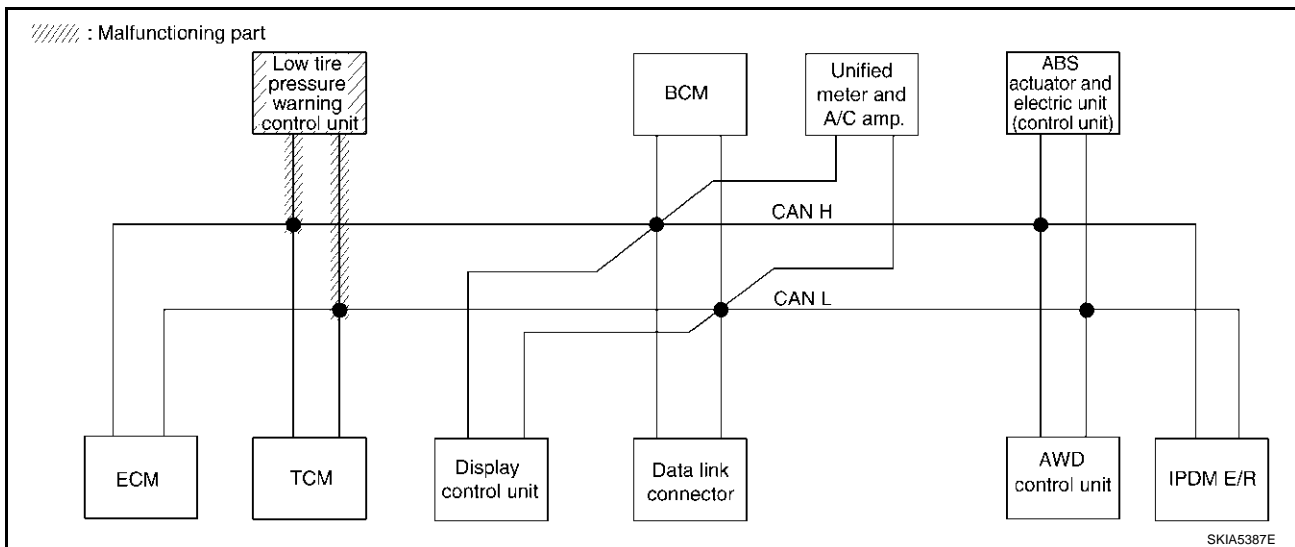 : Malfunctioning part
Low tire
pressure
warning
control unit
BCM
Unified
meter and
A/C amp.
ABS
actuator and
electric unit
(control unit)
CAN H
CAN L
ECM
TCM
Display
control unit
Data link
connector
AWD
control unit
IPDM E/R
SKIA5387E